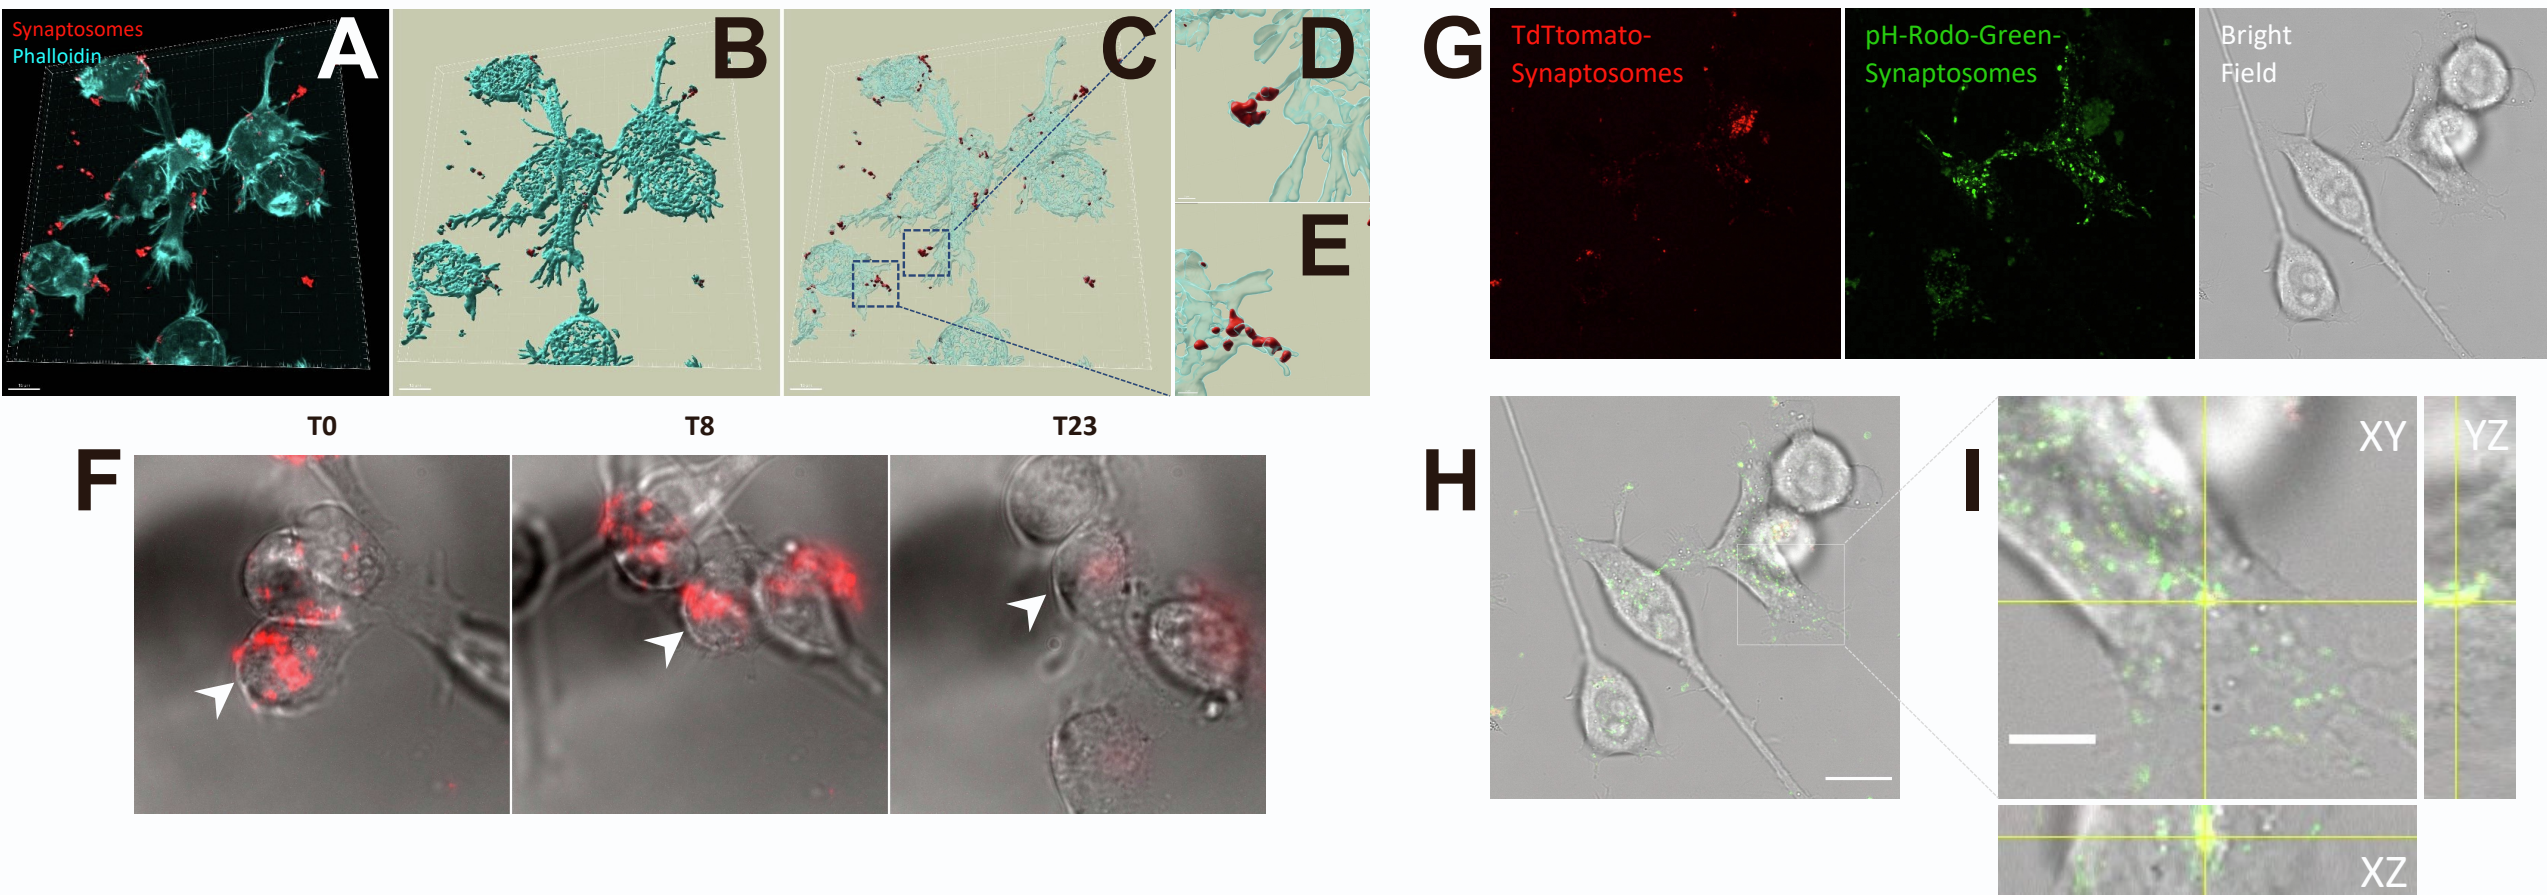 Synaptosomes
Phalloidin
A
B
C
D
E
G
TdTtomato-
Synaptosomes
pH-Rodo-Green-
Synaptosomes
Bright
Field
T0
T8
T23
F
H
I
XY
YZ
XZ